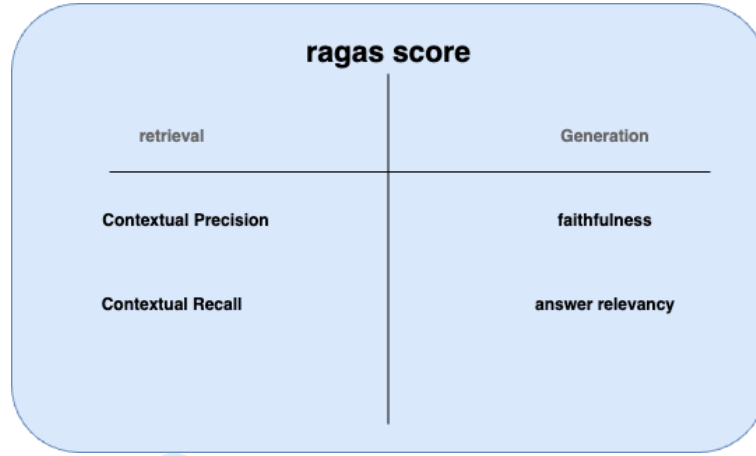 ragas score
retrieval Generation
Contextual Precision faithfulness
Contextual Recall answer relevancy